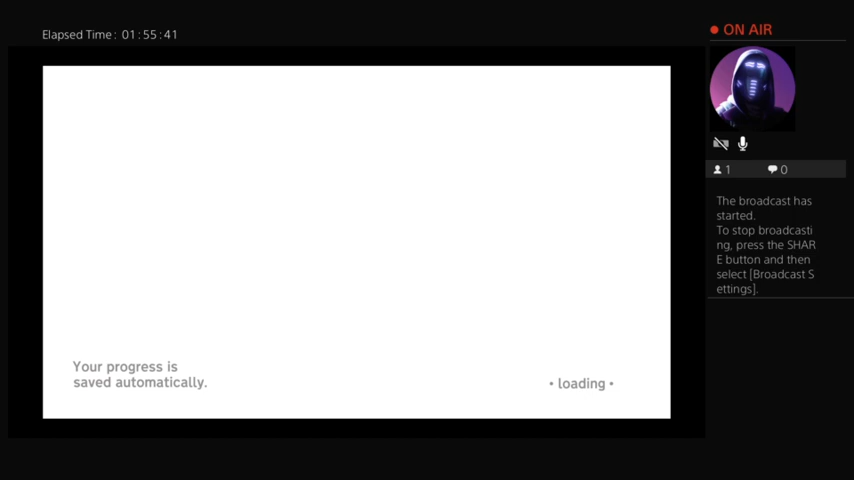 Elapsed Time: 01:55:41
ON AIR
1 0
The broadcast has
started.
To stop broadcasti
ng, press the SHAR
E button and then
select [Broadcast S
ettings].
Your progress is
saved automatically.
• loading •